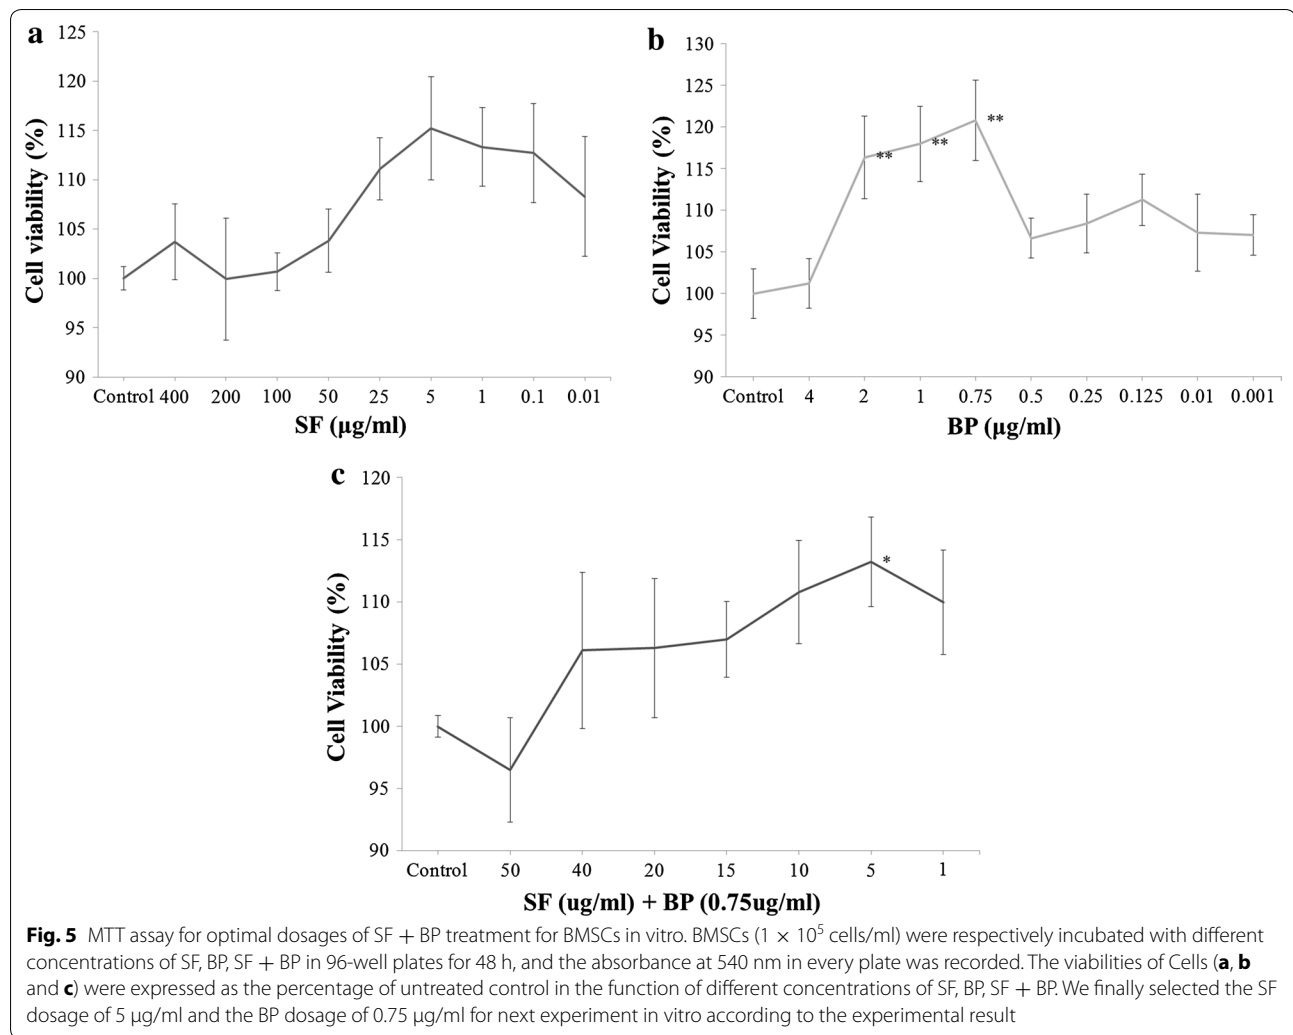 a
125
120
115
110
105
100
95
90
Cell viability (%)
Control 400 200 100 50 25 5 1 0.1 0.01
SF (μg/ml)
b
130
125
120
115
110
105
100
95
90
Cell Viability (%)
** ** **
Control 4 2 1 0.75 0.5 0.25 0.125 0.01 0.001
BP (μg/ml)
c
120
115
110
105
100
95
90
Cell Viability (%)
*
Control 50 40 20 15 10 5 1
SF (ug/ml) + BP (0.75ug/ml)
Fig. 5 MTT assay for optimal dosages of SF + BP treatment for BMSCs in vitro. BMSCs (1 × 10⁵ cells/ml) were respectively incubated with different
concentrations of SF, BP, SF + BP in 96-well plates for 48 h, and the absorbance at 540 nm in every plate was recorded. The viabilities of Cells (a, b
and c) were expressed as the percentage of untreated control in the function of different concentrations of SF, BP, SF + BP. We finally selected the SF
dosage of 5 μg/ml and the BP dosage of 0.75 μg/ml for next experiment in vitro according to the experimental result